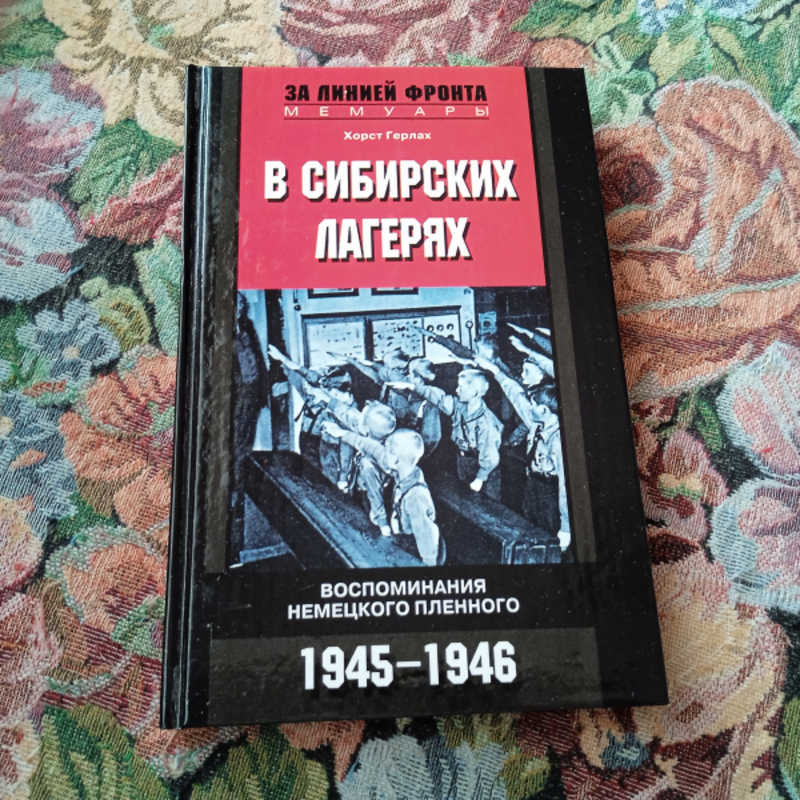 ЗА ЛИНИЕЙ ФРОНТА
МЕМУАРЫ
Хорст Герлах
В СИБИРСКИХ
ЛАГЕРЯХ
ВОСПОМИНАНИЯ
НЕМЕЦКОГО ПЛЕННОГО
1945–1946